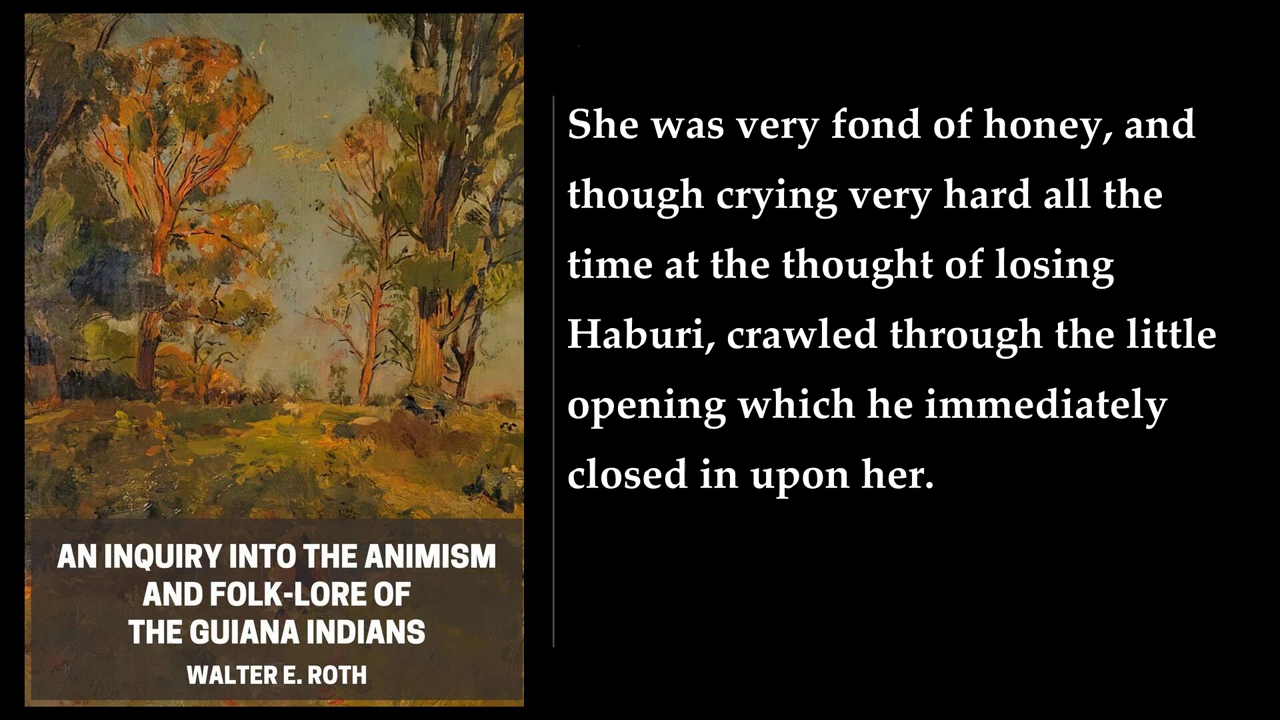 She was very fond of honey, and
though crying very hard all the
time at the thought of losing
Haburi, crawled through the little
opening which he immediately
closed in upon her.
AN INQUIRY INTO THE ANIMISM
AND FOLK-LORE OF
THE GUIANA INDIANS
WALTER E. ROTH